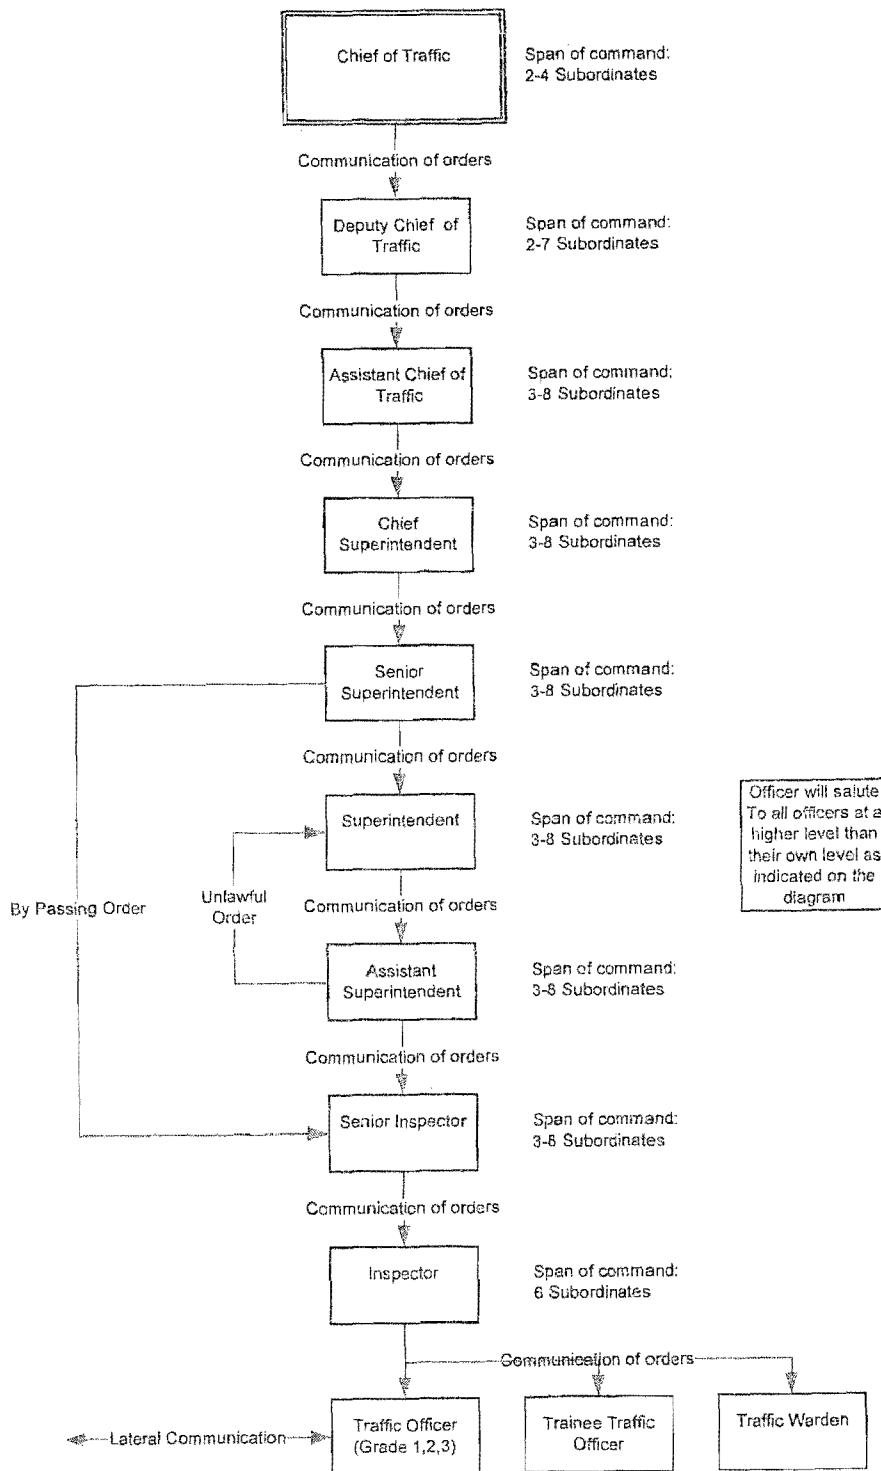 Chief of Traffic
Span of command:
2-4 Subordinates
Communication of orders
Deputy Chief of
Traffic
Span of command:
2-7 Subordinates
Communication of orders
Assistant Chief of
Traffic
Span of command:
3-8 Subordinates
Communication of orders
Chief
Superintendent
Span of command:
3-8 Subordinates
Communication of orders
Senior
Superintendent
Span of command:
3-8 Subordinates
Communication of orders
Superintendent
Span of command:
3-8 Subordinates
Officer will salute
To all officers at a
higher level than
their own level as
indicated on the
diagram
By Passing Order
Unlawful
Order
Communication of orders
Assistant
Superintendent
Span of command:
3-8 Subordinates
Communication of orders
Senior Inspector
Span of command:
3-8 Subordinates
Communication of orders
Inspector
Span of command:
6 Subordinates
Communication of orders
Lateral Communication
Traffic Officer
(Grade 1,2,3)
Trainee Traffic
Officer
Traffic Warden